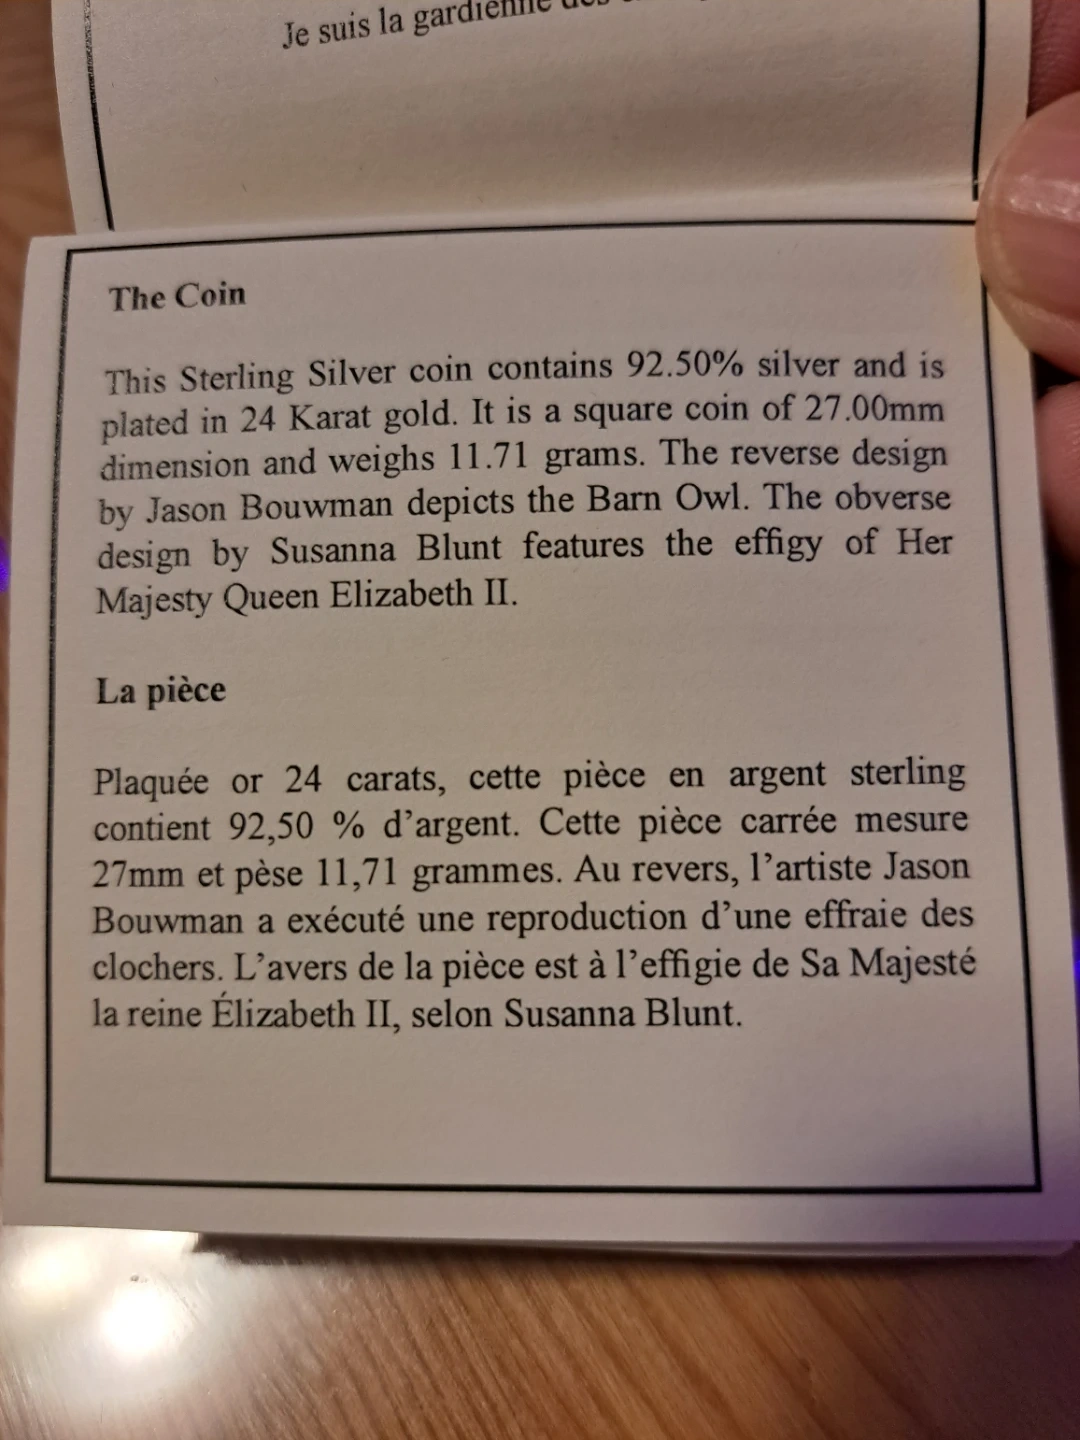 Je suis la gardienne des
The Coin
This Sterling Silver coin contains 92.50% silver and is
plated in 24 Karat gold. It is a square coin of 27.00mm
dimension and weighs 11.71 grams. The reverse design
by Jason Bouwman depicts the Barn Owl. The obverse
design by Susanna Blunt features the effigy of Her
Majesty Queen Elizabeth II.
La pièce
Plaquée or 24 carats, cette pièce en argent sterling
contient 92,50 % d'argent. Cette pièce carrée mesure
27mm et pèse 11,71 grammes. Au revers, l'artiste Jason
Bouwman a exécuté une reproduction d'une effraie des
clochers. L'avers de la pièce est à l'effigie de Sa Majesté
la reine Élizabeth II, selon Susanna Blunt.